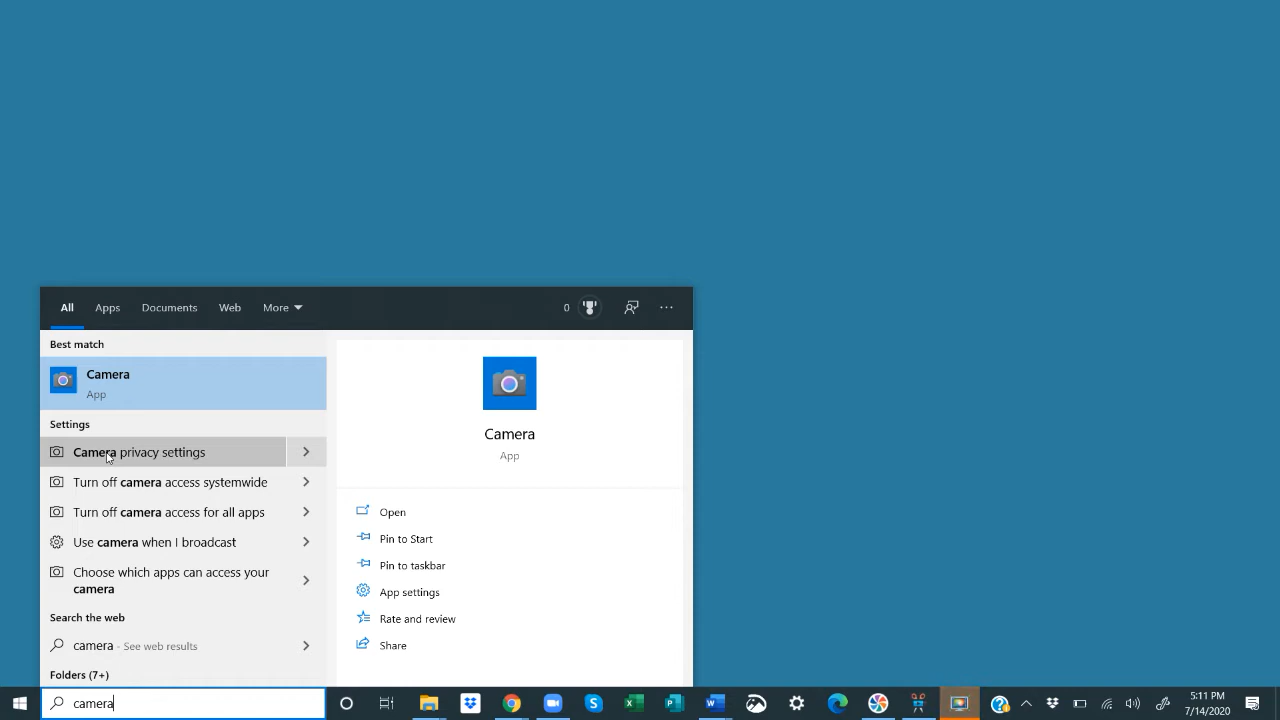 All Apps Documents Web More 0
Best match
Camera
App
Settings
Camera privacy settings
Turn off camera access systemwide
Turn off camera access for all apps
Use camera when I broadcast
Choose which apps can access your
camera
Search the web
camera - See web results
Folders (7+)
Camera
App
Open
Pin to Start
Pin to taskbar
App settings
Rate and review
Share
camera
5:11 PM
7/14/2020